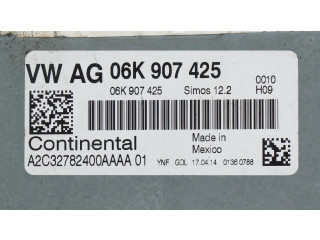 VW AG 06K 907 425
0010
06K 907 425 Simos 12.2 H09
Continental
Made in
Mexico
A2C32782400AAAA 01
YNF GDL 17.04.14 0136 0788